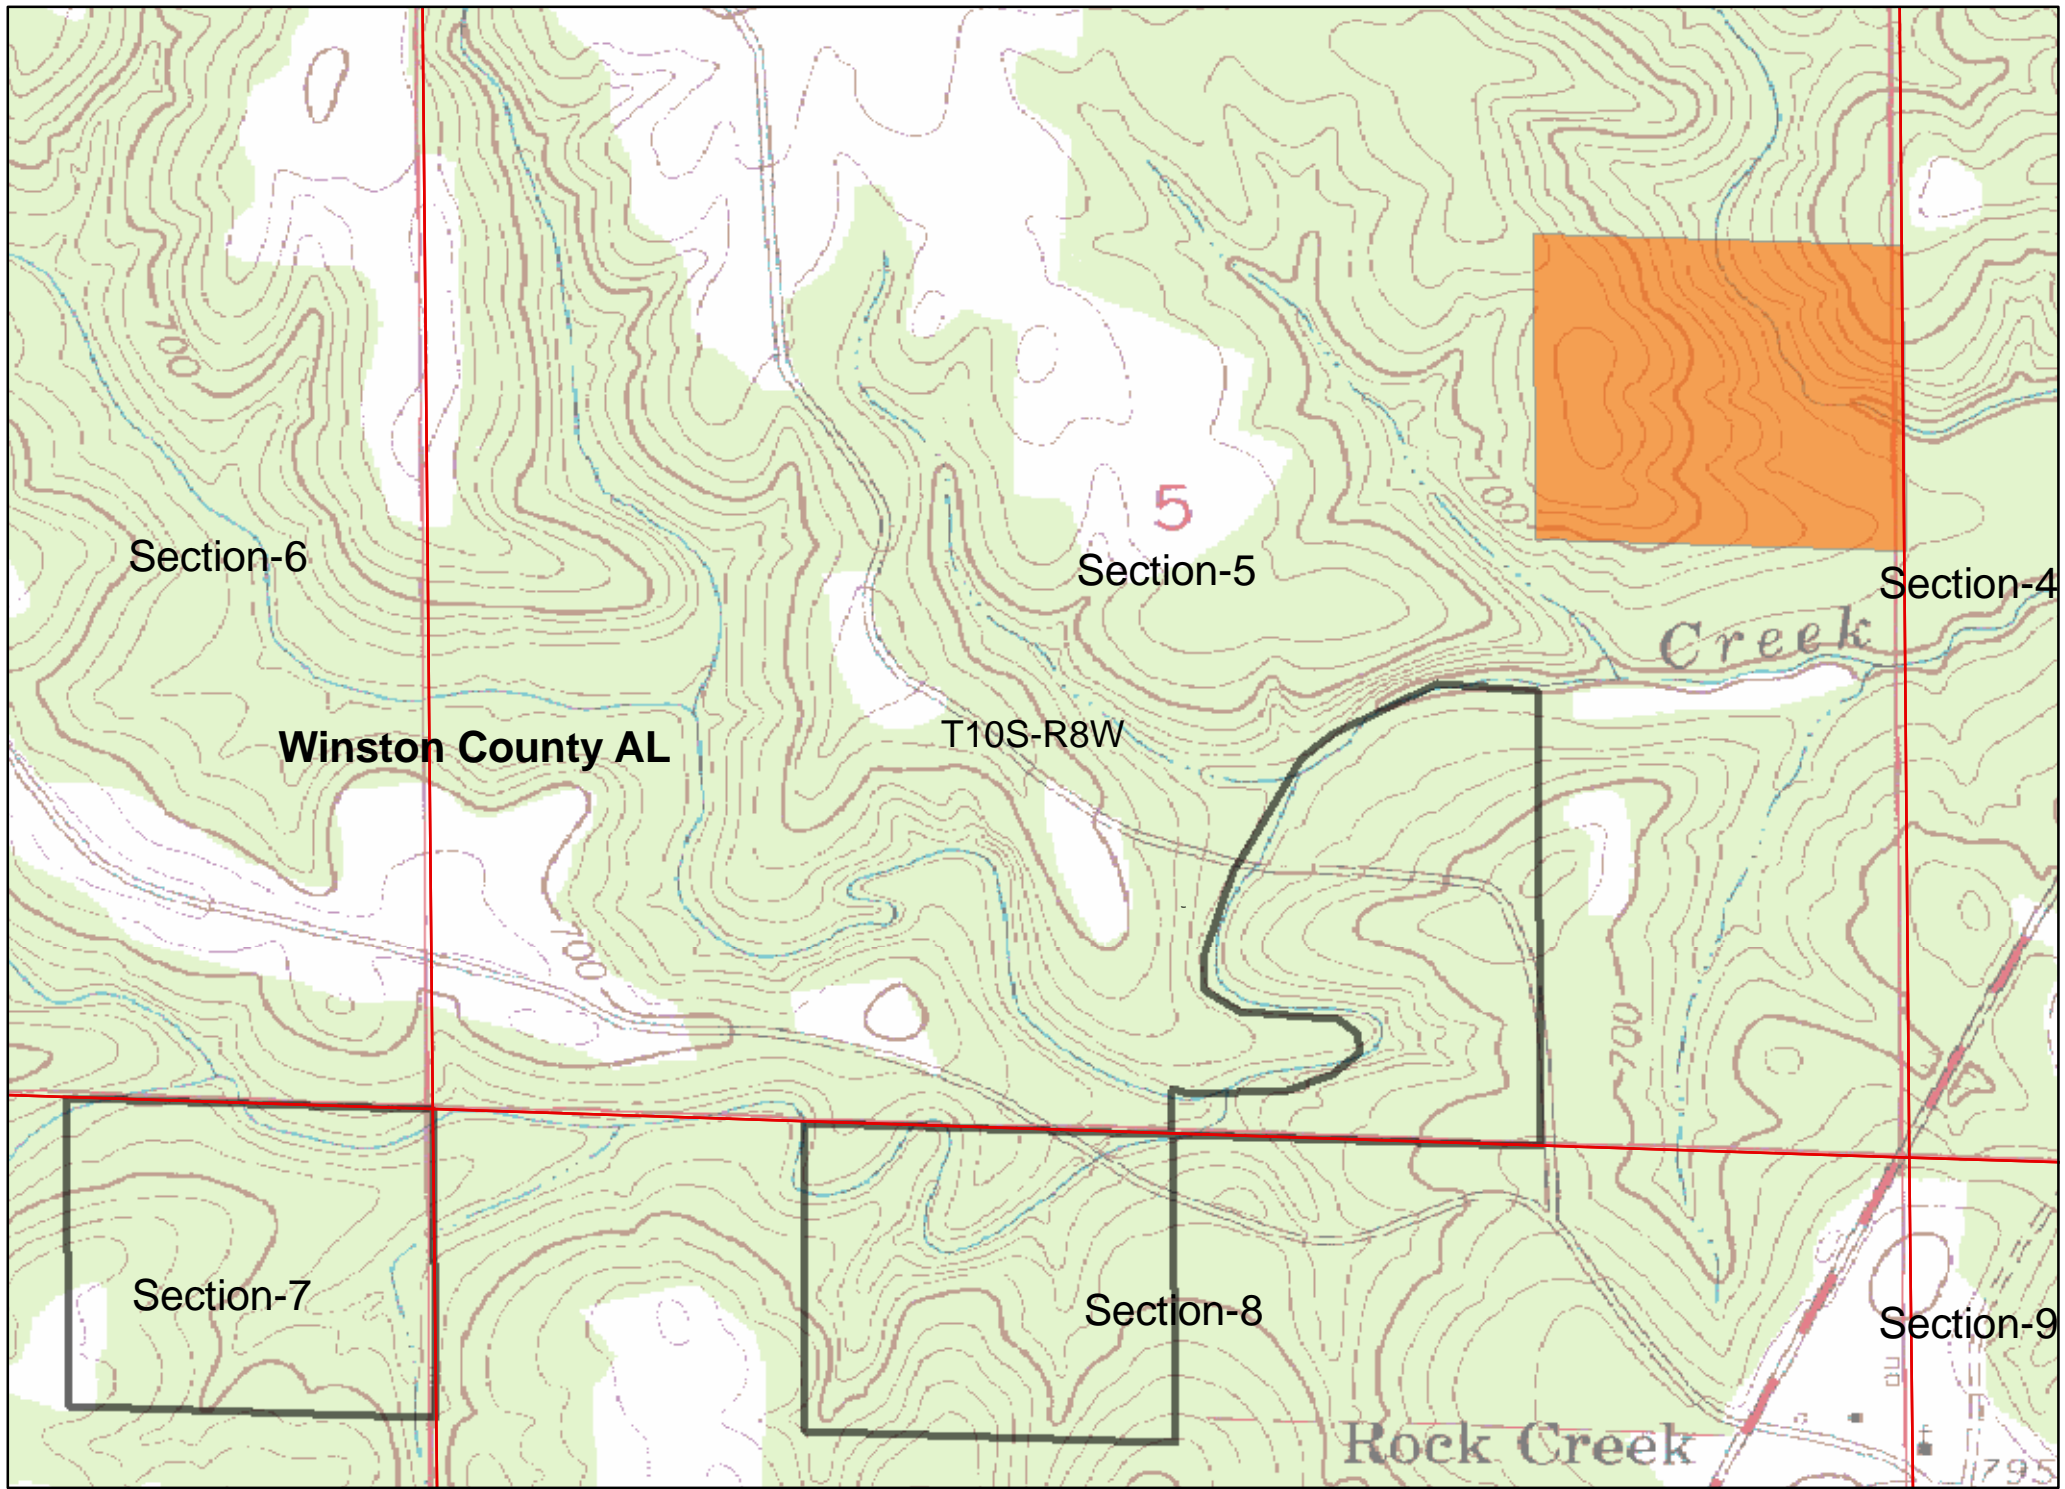 700
5
700
Section-6
Section-5
Section-4
Creek
T10S-R8W
Winston County AL
700
700
Section-7
Section-8
Section-9
Rock Creek
795